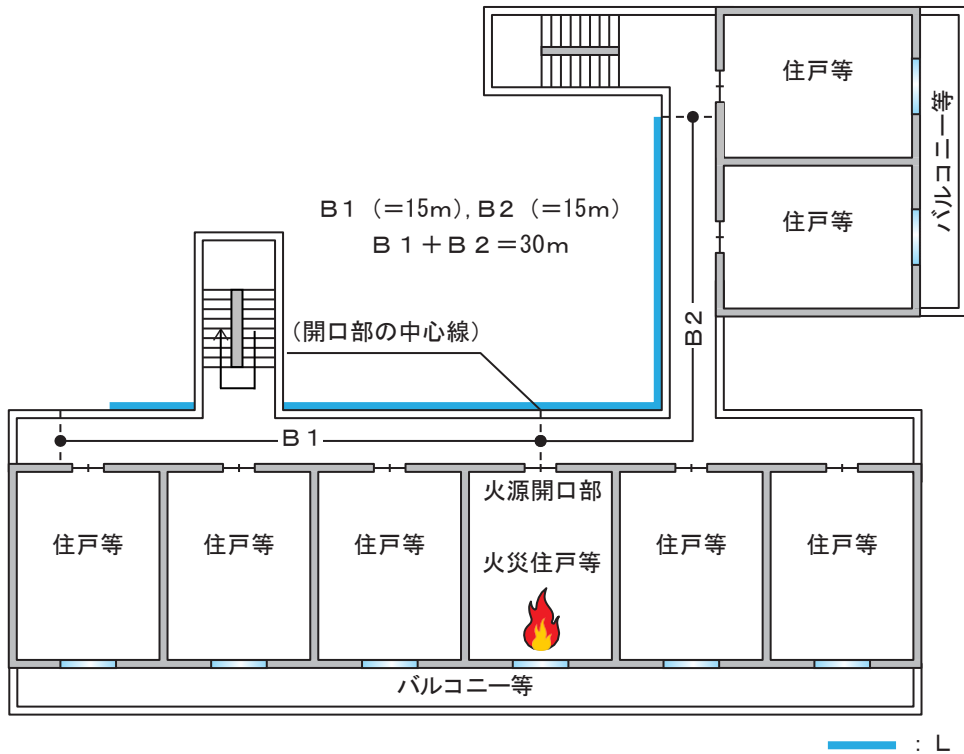 住戸等
バルコニー等
B1 (=15m), B2 (=15m)
B1+B2=30m
住戸等
(開口部の中心線)
B2
B1
火源開口部
住戸等
住戸等
住戸等
火災住戸等
住戸等
住戸等
バルコニー等
:L